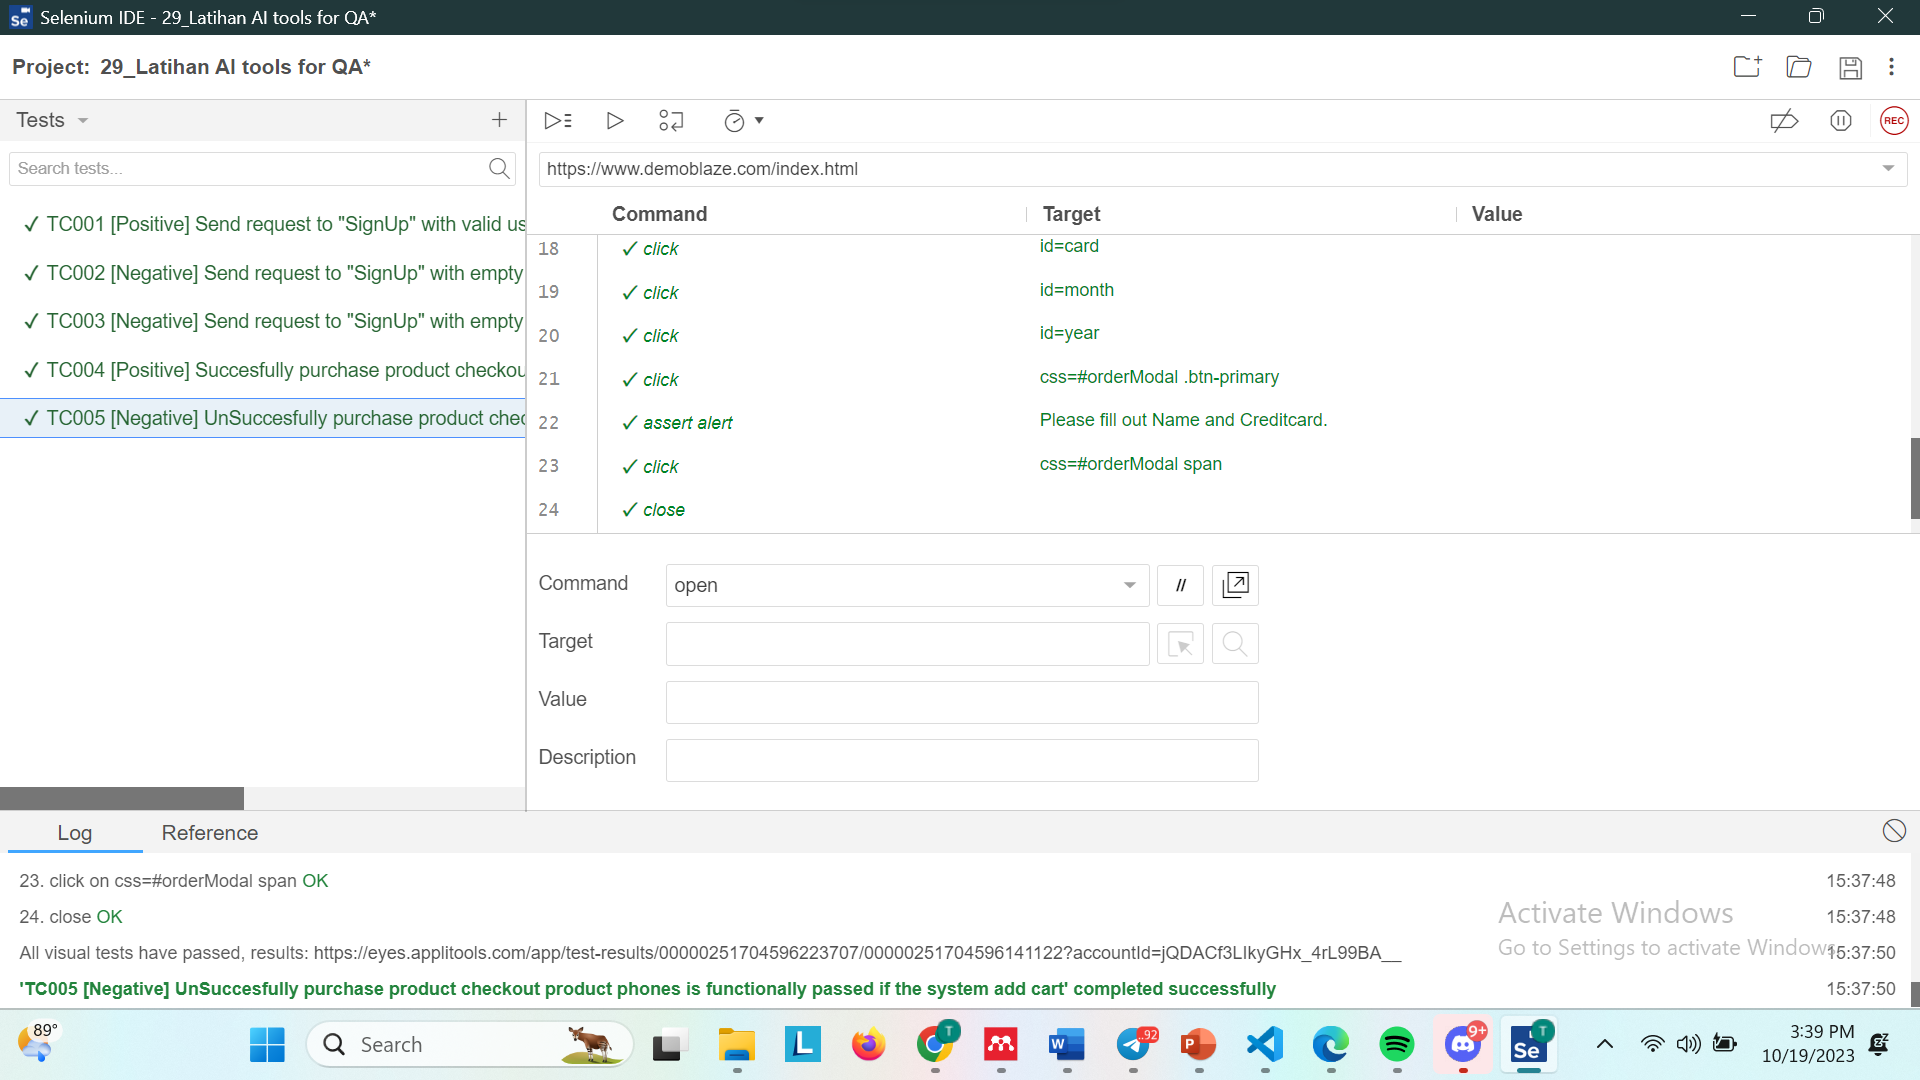 Se Selenium IDE - 29_Latihan AI tools for QA*
Project: 29_Latihan AI tools for QA*
Tests
REC
Search tests...
https://www.demoblaze.com/index.html
Command Target Value
✓ TC001 [Positive] Send request to "SignUp" with valid us
✓ TC002 [Negative] Send request to "SignUp" with empty
✓ TC003 [Negative] Send request to "SignUp" with empty
✓ TC004 [Positive] Succesfully purchase product checkou
✓ TC005 [Negative] UnSuccesfully purchase product chec
18 ✓ click id=card
19 ✓ click id=month
20 ✓ click id=year
21 ✓ click css=#orderModal .btn-primary
22 ✓ assert alert Please fill out Name and Creditcard.
23 ✓ click css=#orderModal span
24 ✓ close
Command open //
Target
Value
Description
Log Reference
23. click on css=#orderModal span OK 15:37:48
24. close OK 15:37:48
All visual tests have passed, results: https://eyes.applitools.com/app/test-results/00000251704596223707/00000251704596141122?accountId=jQDACf3LIkyGHx_4rL99BA__ 15:37:50
'TC005 [Negative] UnSuccesfully purchase product checkout product phones is functionally passed if the system add cart' completed successfully 15:37:50
Activate Windows
Go to Settings to activate Windows
89°
Search
L
T
W
..92
P
9+
Se
T
3:39 PM
10/19/2023